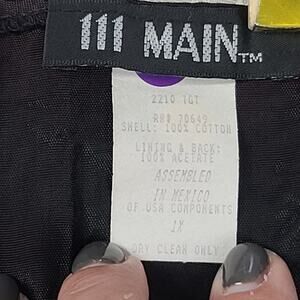 111 MAIN™
2210 TGT
RN# 70649
SHELL: 100% COTTON
LINING & BACK:
100% ACETATE
ASSEMBLED
IN MEXICO
OF USA COMPONENTS
1X
DRY CLEAN ONLY